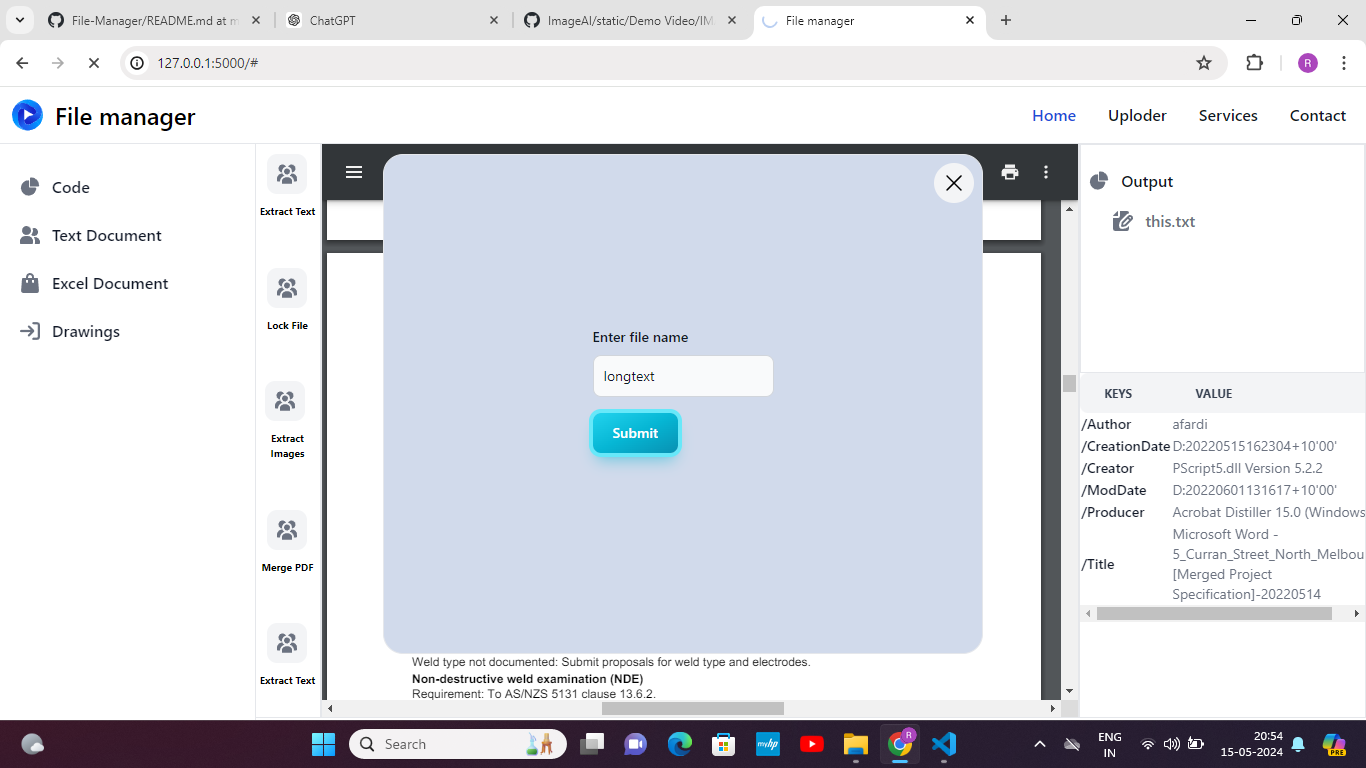 File-Manager/README.md at m
ChatGPT
ImageAI/static/Demo Video/IM
File manager
127.0.0.1:5000/#
R
File manager
Home
Uploder
Services
Contact
Code
Text Document
Excel Document
Drawings
Extract Text
Lock File
Extract
Images
Merge PDF
Extract Text
Enter file name
longtext
Submit
Weld type not documented: Submit proposals for weld type and electrodes.
Non-destructive weld examination (NDE)
Requirement: To AS/NZS 5131 clause 13.6.2.
Output
this.txt
KEYS VALUE
/Author afardi
/CreationDate D:20220515162304+10'00'
/Creator PScript5.dll Version 5.2.2
/ModDate D:20220601131617+10'00'
/Producer Acrobat Distiller 15.0 (Windows
/Title Microsoft Word -
5_Curran_Street_North_Melbou
[Merged Project
Specification]-20220514
Search
myhp
R
ENG
IN
20:54
15-05-2024
PRE